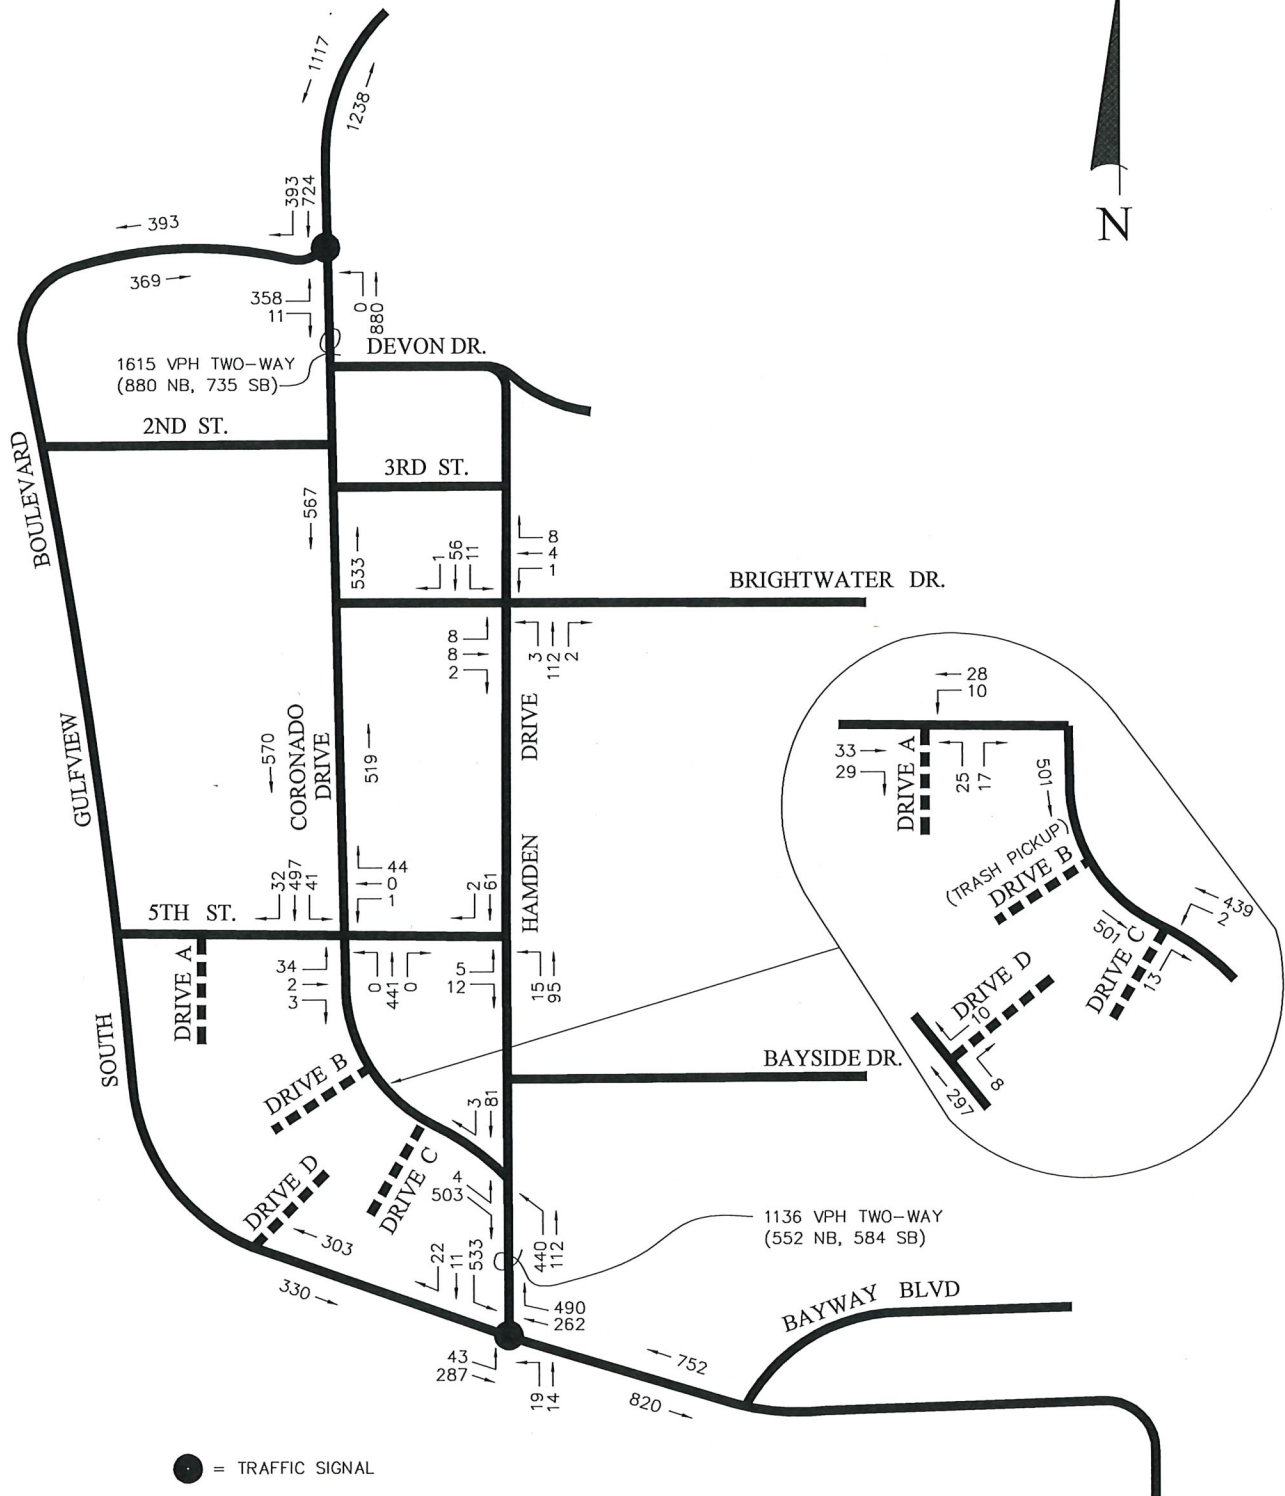 1117
1238
N
393
724
393
369
358
11
0
880
1615 VPH TWO-WAY
(880 NB, 735 SB)
DEVON DR.
2ND ST.
3RD ST.
BOULEVARD
567
533
1
56
11
8
4
1
BRIGHTWATER DR.
8
8
2
3
112
2
GULFVIEW
570
CORONADO
DRIVE
519
DRIVE
HAMDEN
28
10
33
29
DRIVE A
25
17
501
(TRASH PICKUP)
DRIVE B
439
2
501
DRIVE C
13
DRIVE D
10
8
297
32
497
41
44
0
1
2
61
5TH ST.
DRIVE A
34
2
3
0
441
0
5
12
15
95
SOUTH
BAYSIDE DR.
DRIVE B
3
81
DRIVE C
DRIVE D
4
503
303
330
22
11
533
440
112
1136 VPH TWO-WAY
(552 NB, 584 SB)
490
262
BAYWAY BLVD
43
287
19
14
752
820
= TRAFFIC SIGNAL